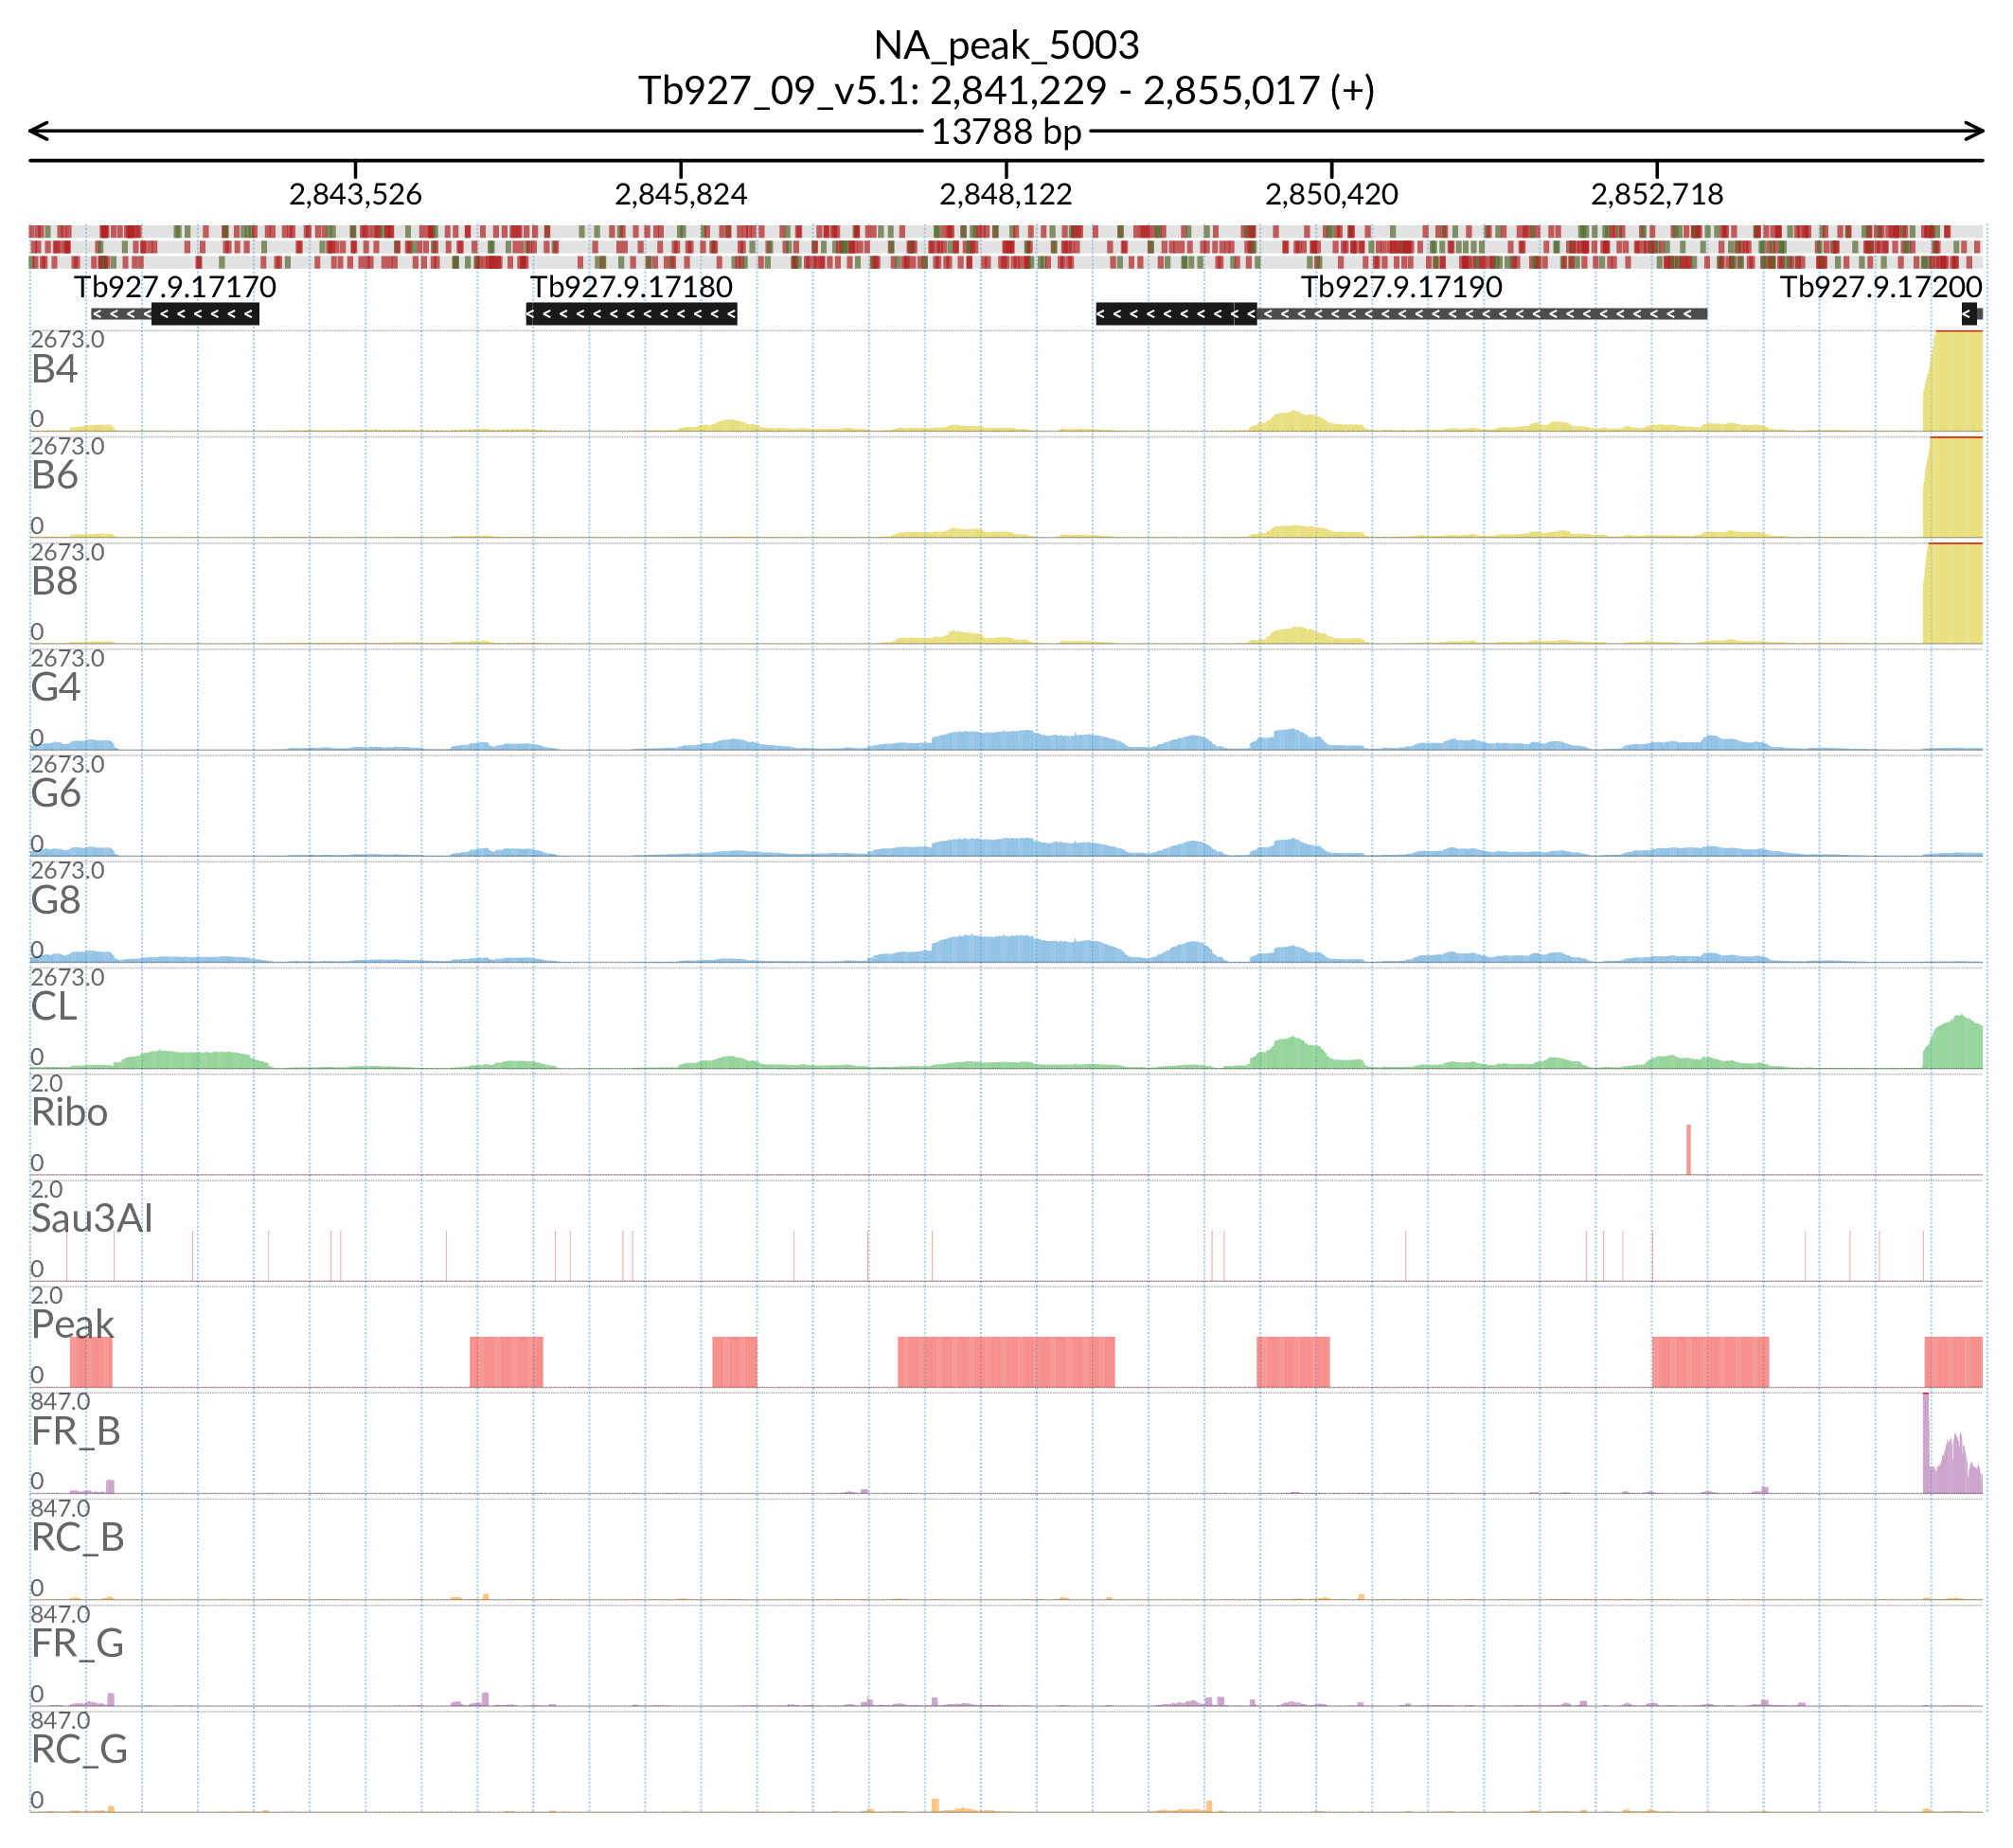 NA_peak_5003
Tb927_09_v5.1: 2,841,229 - 2,855,017 (+)
13788 bp
2,843,526 2,845,824 2,848,122 2,850,420 2,852,718
Tb927.9.17170 Tb927.9.17180 Tb927.9.17190 Tb927.9.17200
2673.0
B4
0
2673.0
B6
0
2673.0
B8
0
2673.0
G4
0
2673.0
G6
0
2673.0
G8
0
2673.0
CL
0
2.0
Ribo
0
2.0
Sau3AI
0
2.0
Peak
0
847.0
FR_B
0
847.0
RC_B
0
847.0
FR_G
0
847.0
RC_G
0